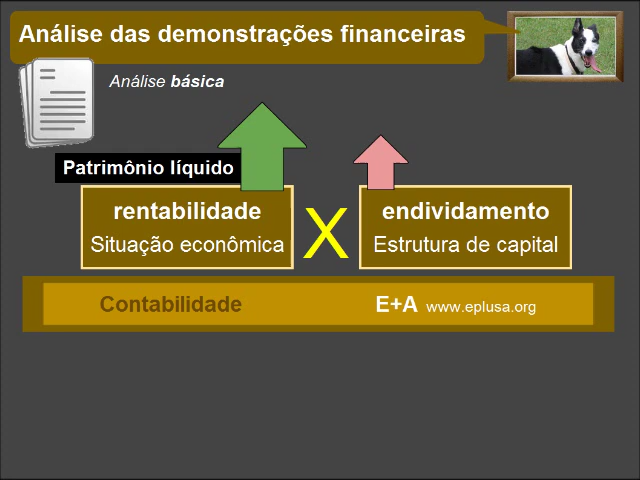 Análise das demonstrações financeiras
Análise básica
Patrimônio líquido
rentabilidade
Situação econômica
X
endividamento
Estrutura de capital
Contabilidade
E+A www.eplusa.org